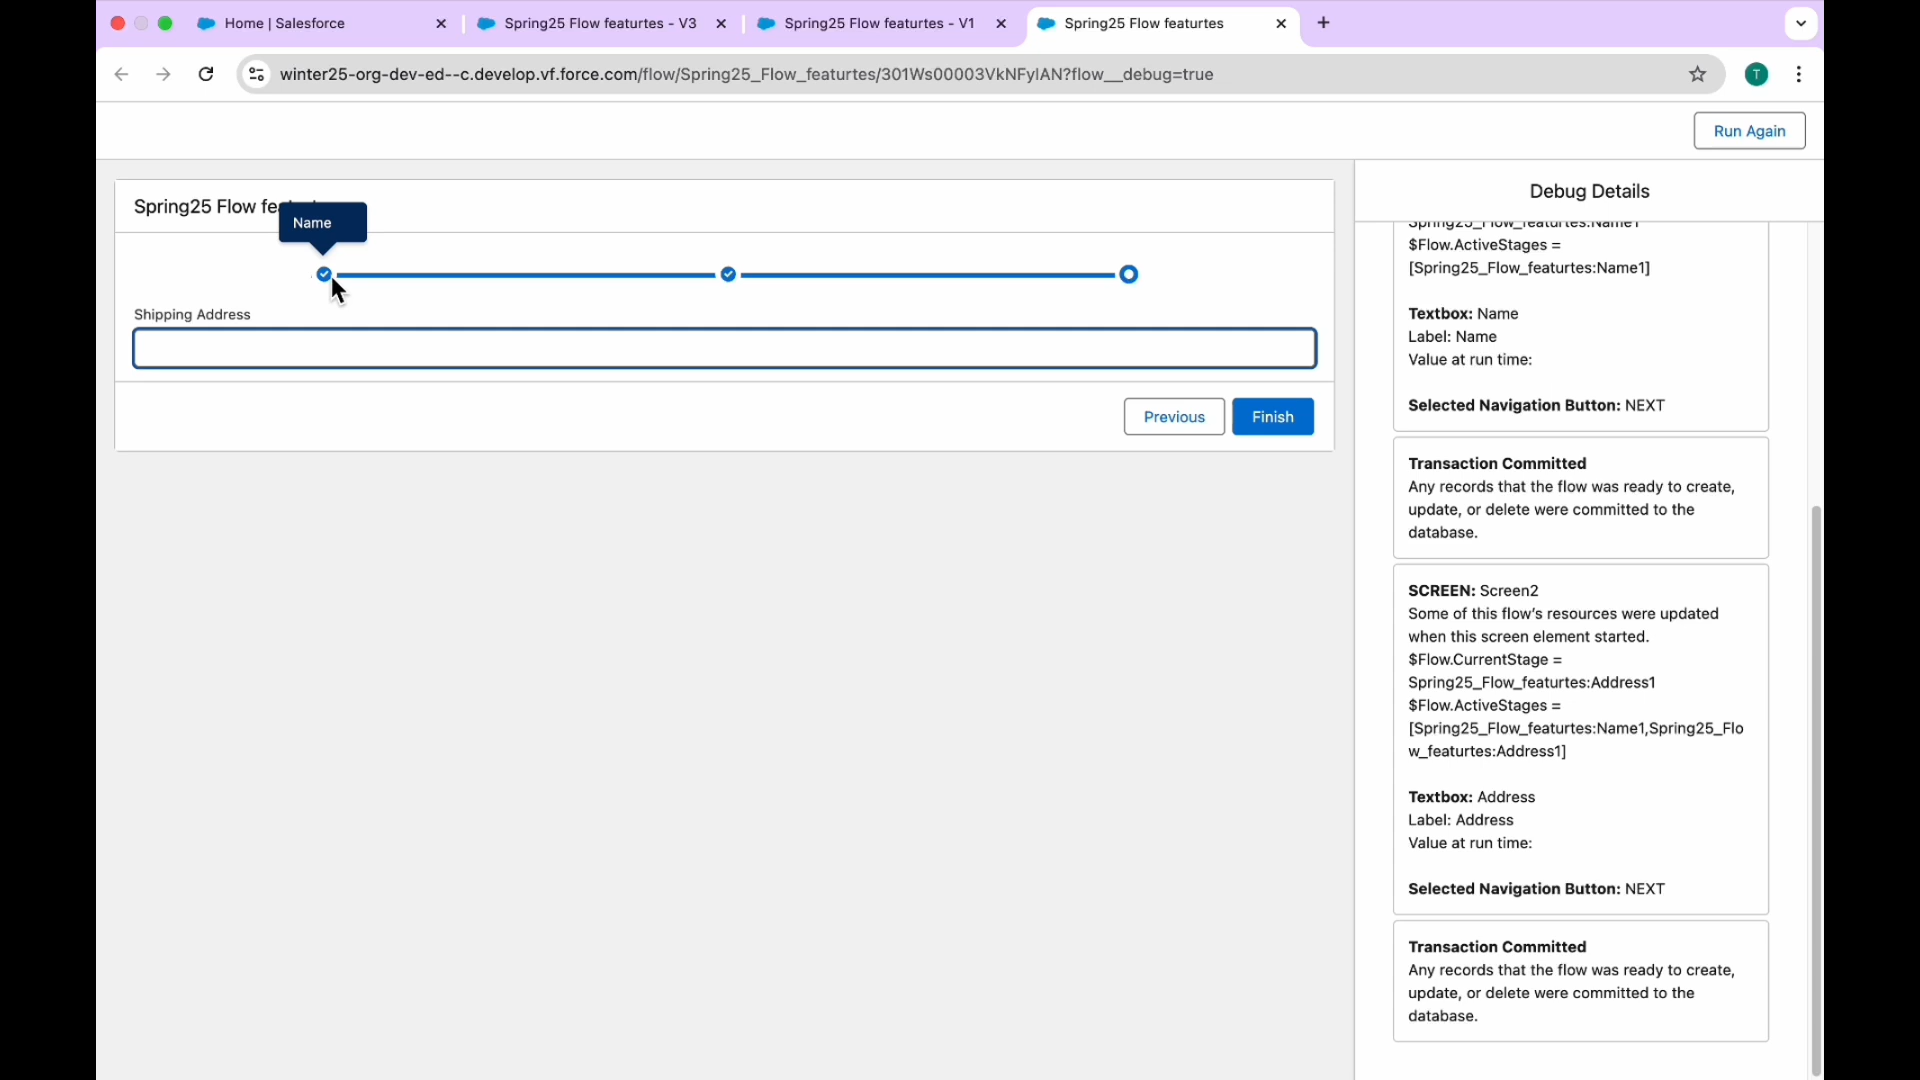 Home | Salesforce
Spring25 Flow featurtes - V3
Spring25 Flow featurtes - V1
Spring25 Flow featurtes
winter25-org-dev-ed--c.develop.vf.force.com/flow/Spring25_Flow_featurtes/301Ws00003VkNFyIAN?flow__debug=true
T
Run Again
Spring25 Flow
Name
Shipping Address
Previous
Finish
Debug Details
Spring25_Flow_featurtes:Name1
$Flow.ActiveStages =
[Spring25_Flow_featurtes:Name1]
Textbox: Name
Label: Name
Value at run time:
Selected Navigation Button: NEXT
Transaction Committed
Any records that the flow was ready to create,
update, or delete were committed to the
database.
SCREEN: Screen2
Some of this flow’s resources were updated
when this screen element started.
$Flow.CurrentStage =
Spring25_Flow_featurtes:Address1
$Flow.ActiveStages =
[Spring25_Flow_featurtes:Name1,Spring25_Flo
w_featurtes:Address1]
Textbox: Address
Label: Address
Value at run time:
Selected Navigation Button: NEXT
Transaction Committed
Any records that the flow was ready to create,
update, or delete were committed to the
database.